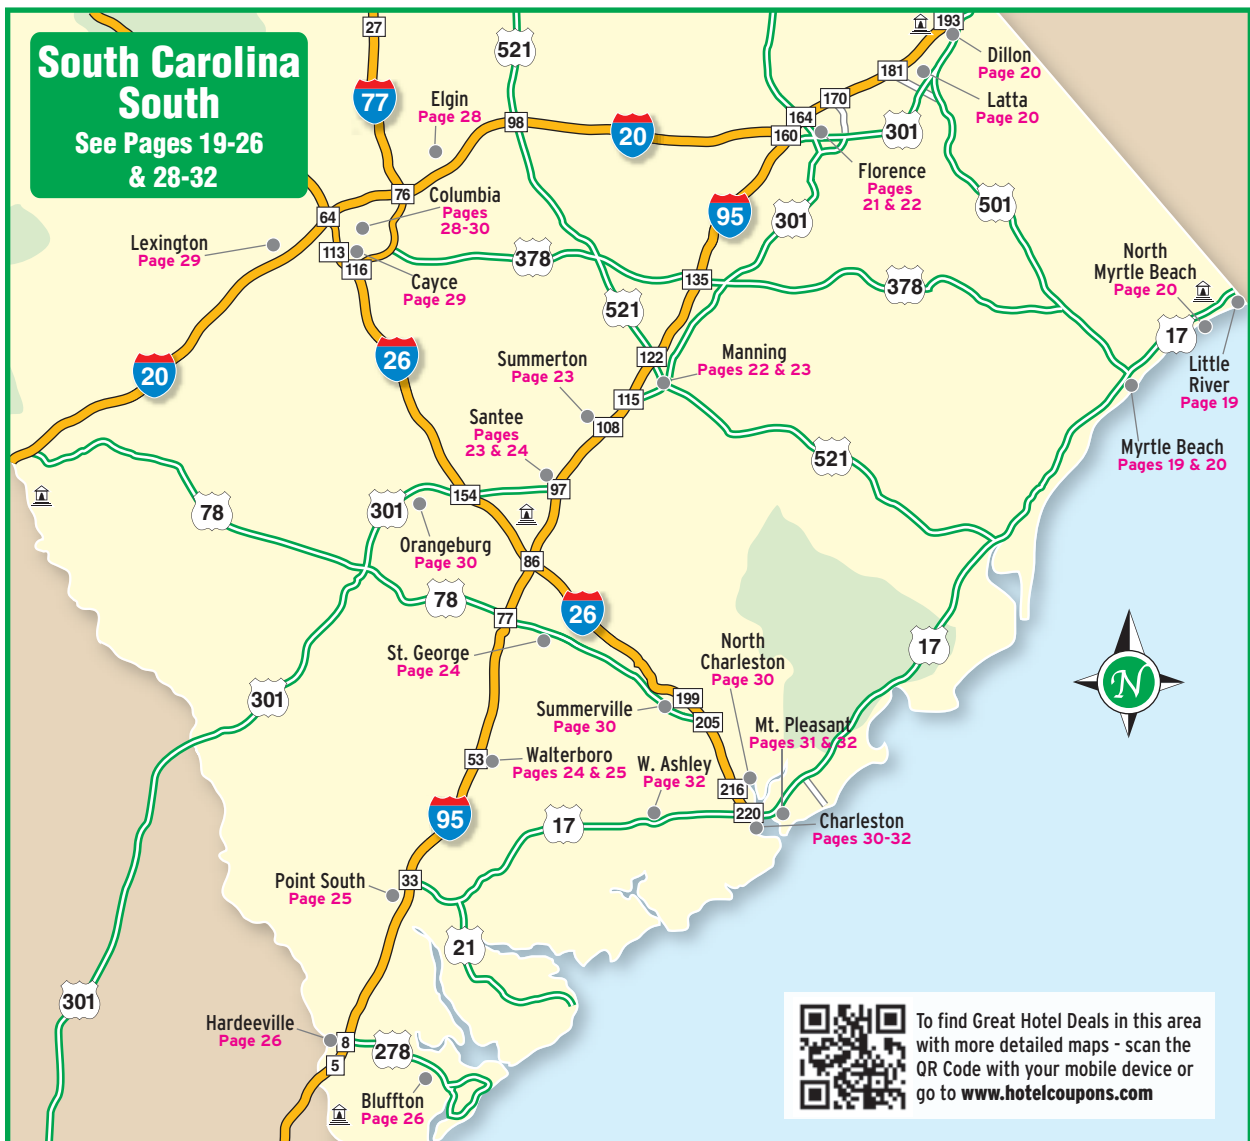 South Carolina
South
See Pages 19-26
& 28-32
27
77
521
193
Dillon
Page 20
181
Latta
Page 20
170
164
160
301
Elgin
Page 28
98
20
Florence
Pages
21 & 22
76
Columbia
Pages
28-30
64
95
301
501
Lexington
Page 29
113
116
Cayce
Page 29
378
135
378
North
Myrtle Beach
Page 20
17
Little
River
Page 19
521
20
26
Summerton
Page 23
122
Manning
Pages 22 & 23
115
108
Myrtle Beach
Pages 19 & 20
Santee
Pages
23 & 24
521
97
154
301
78
Orangeburg
Page 30
86
78
77
26
St. George
Page 24
17
N
North
Charleston
Page 30
301
Summerville
Page 30
199
205
Mt. Pleasant
Pages 31 & 32
53
Walterboro
Pages 24 & 25
W. Ashley
Page 32
216
220
95
17
Charleston
Pages 30-32
Point South
Page 25
33
21
301
Hardeeville
Page 26
8
5
278
Bluffton
Page 26
To find Great Hotel Deals in this area
with more detailed maps - scan the
QR Code with your mobile device or
go to www.hotelcoupons.com